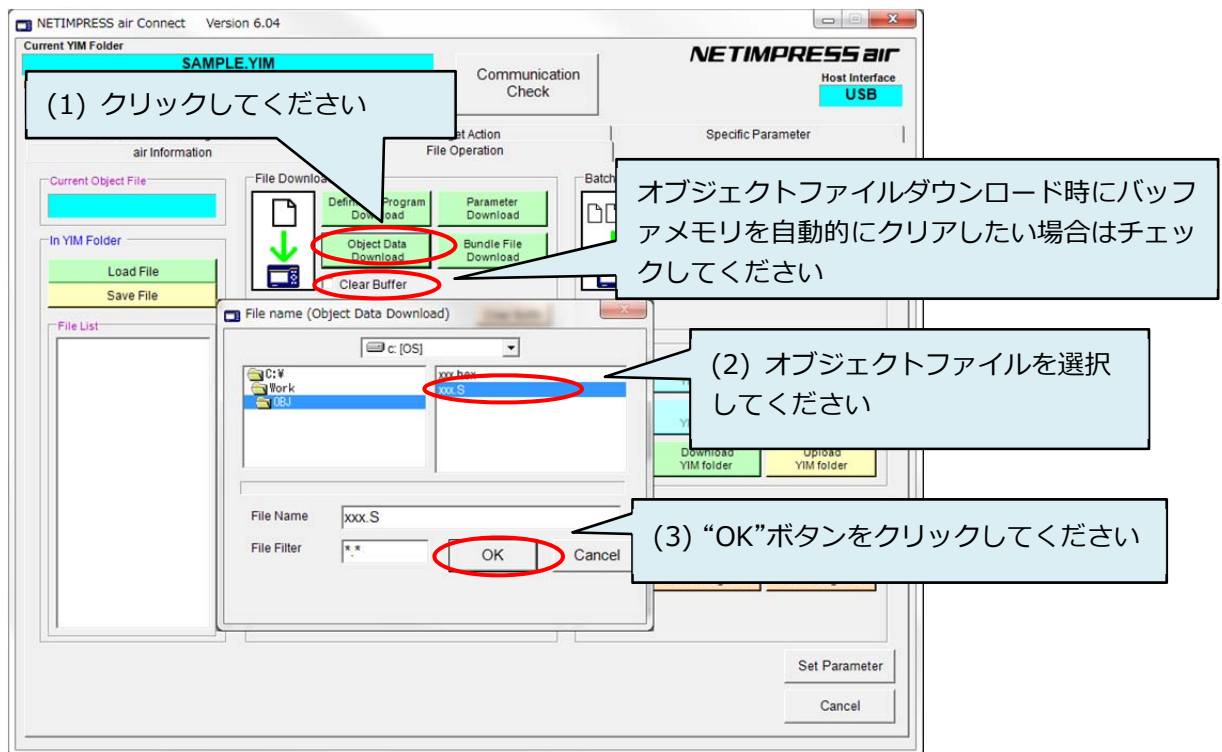 NETIMPRESS air Connect Version 6.04
Current YIM Folder
SAMPLE.YIM
Communication
Check
NETIMPRESS air
Host Interface
USB
(1) クリックしてください
Action
Specific Parameter
air Information
File Operation
Current Object File
In YIM Folder
Load File
Save File
File List
Program
Parameter
Download
Object Data
Download
Bundle File
Download
Clear Buffer
Batch
オブジェクトファイルダウンロード時にバッフ
ァメモリを自動的にクリアしたい場合はチェッ
クしてください
File name (Object Data Download)
c: [OS]
C:¥
Work
OBJ
xxx.hex
xxx.S
(2) オブジェクトファイルを選択
してください
Download
YIM folder
Upload
YIM folder
File Name
xxx.S
File Filter
*.*
OK
Cancel
(3) “OK”ボタンをクリックしてください
Set Parameter
Cancel